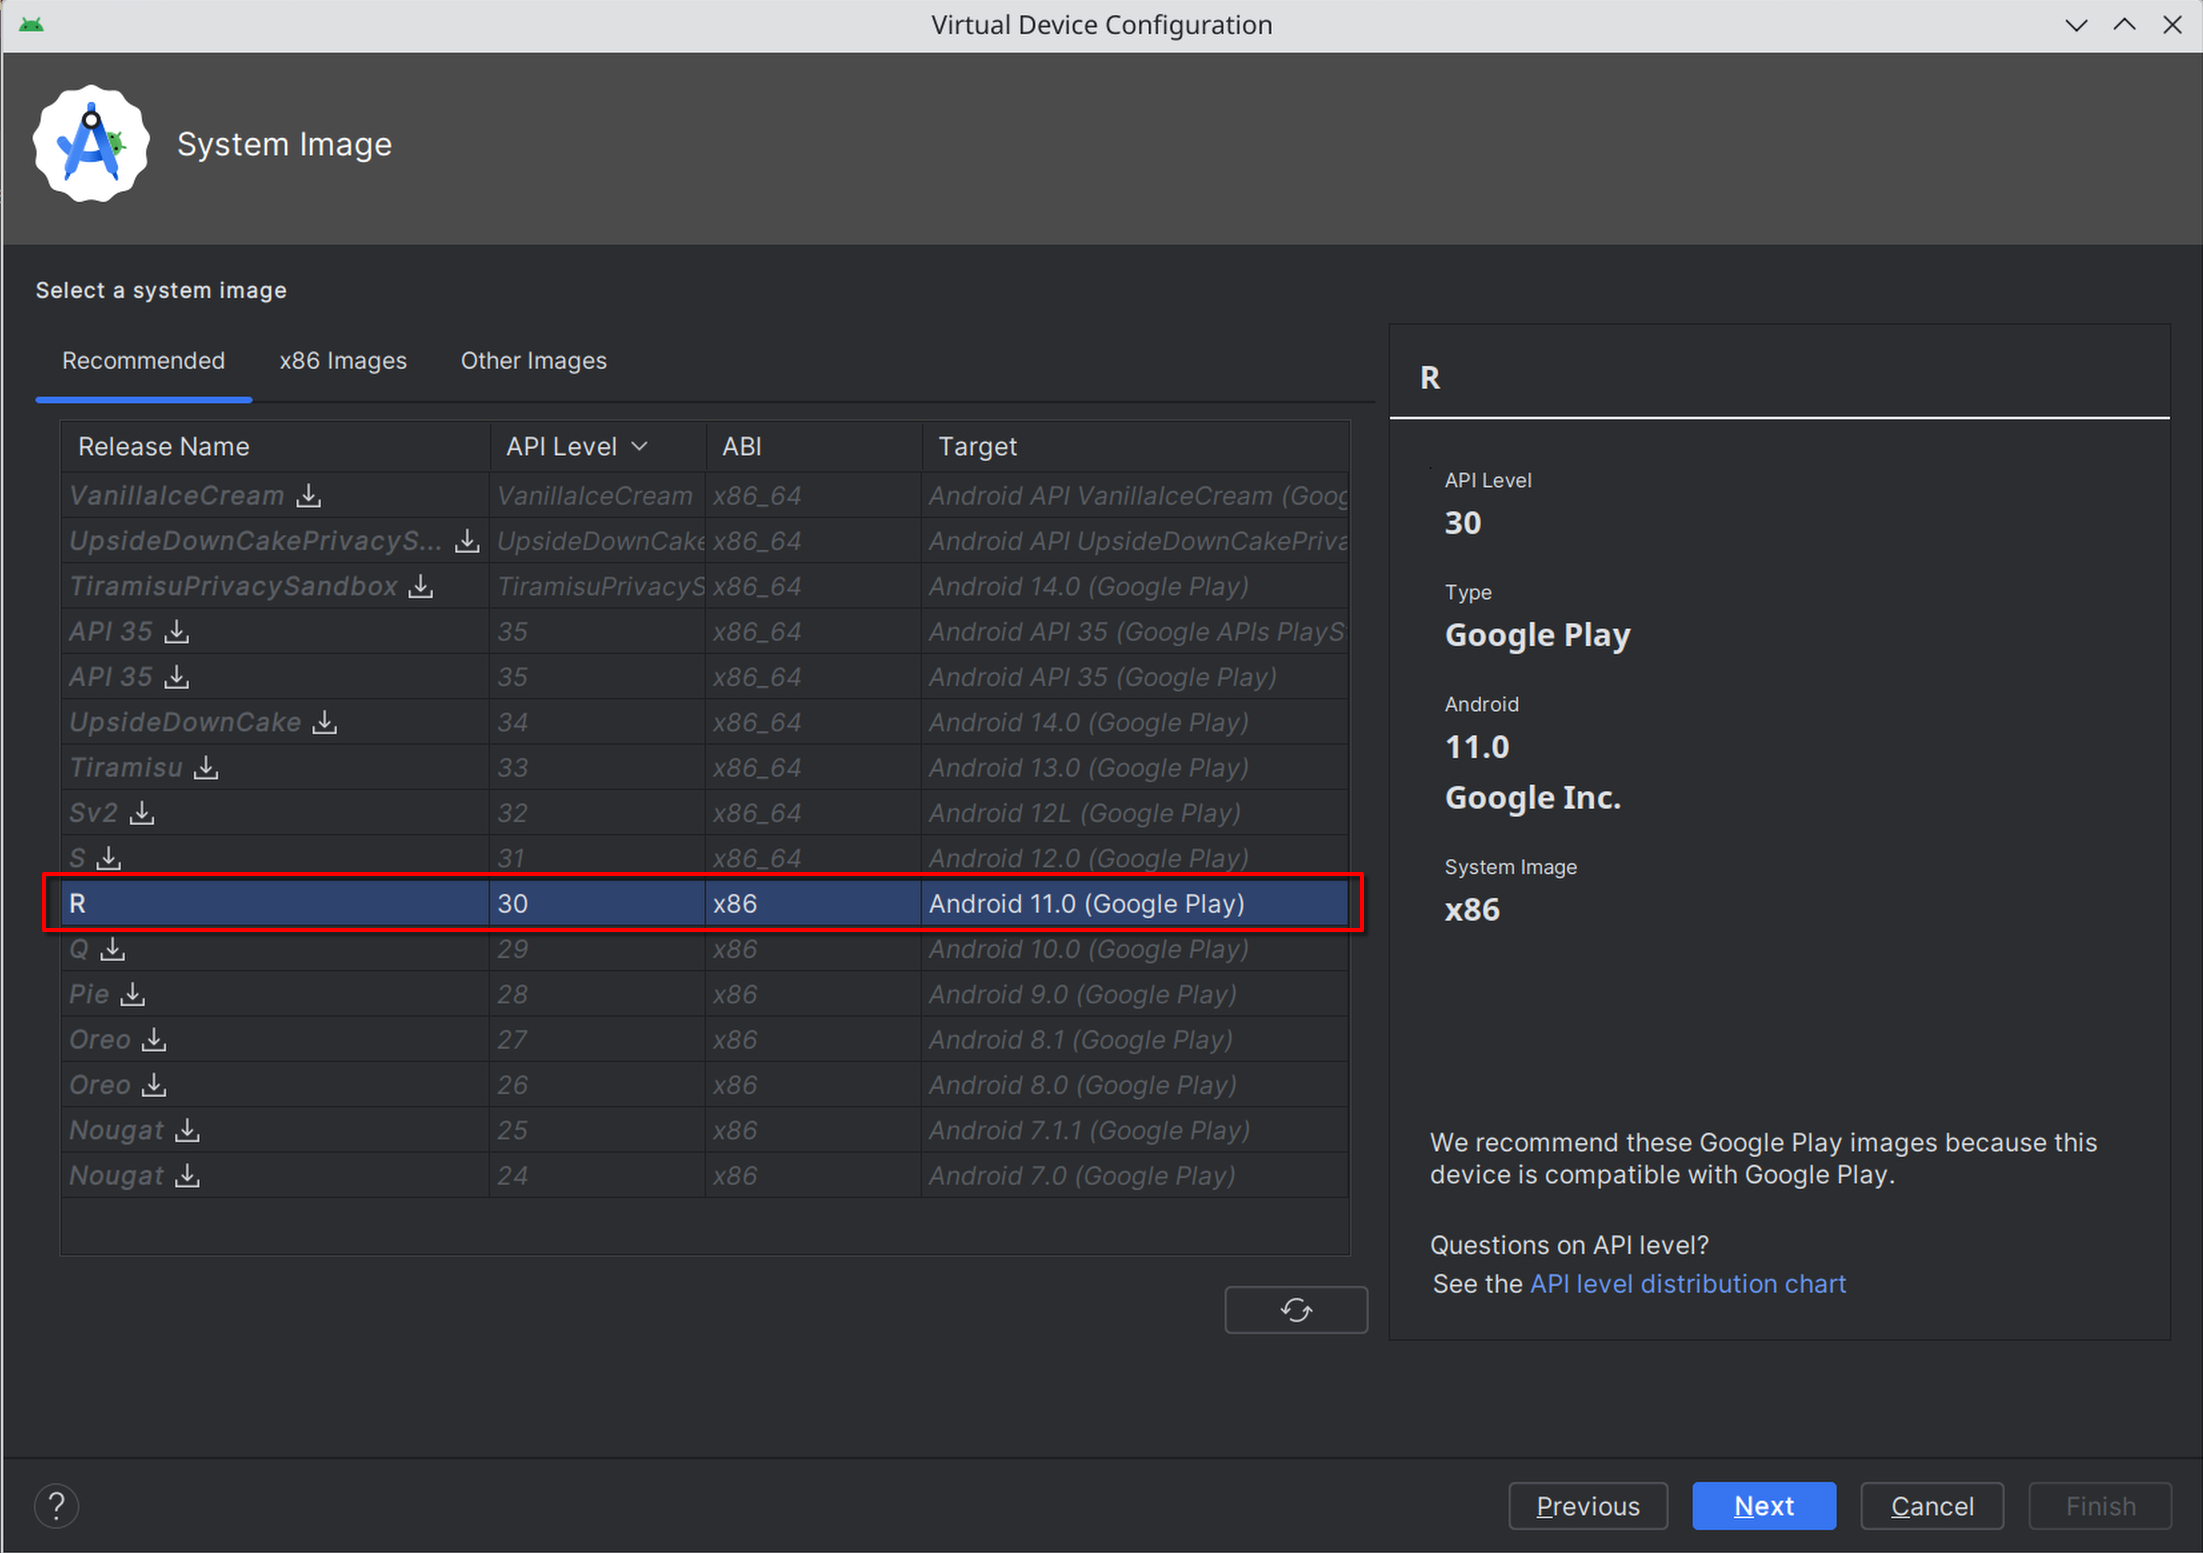 Virtual Device Configuration
System Image
Select a system image
Recommended x86 Images Other Images
Release Name API Level ABI Target
VanillaIceCream VanillaIceCream x86_64 Android API VanillaIceCream (Goog
UpsideDownCakePrivacyS... UpsideDownCake x86_64 Android API UpsideDownCakePriva
TiramisuPrivacySandbox TiramisuPrivacyS x86_64 Android 14.0 (Google Play)
API 35 35 x86_64 Android API 35 (Google APIs PlayS
API 35 35 x86_64 Android API 35 (Google Play)
UpsideDownCake 34 x86_64 Android 14.0 (Google Play)
Tiramisu 33 x86_64 Android 13.0 (Google Play)
Sv2 32 x86_64 Android 12L (Google Play)
S 31 x86_64 Android 12.0 (Google Play)
R 30 x86 Android 11.0 (Google Play)
Q 29 x86 Android 10.0 (Google Play)
Pie 28 x86 Android 9.0 (Google Play)
Oreo 27 x86 Android 8.1 (Google Play)
Oreo 26 x86 Android 8.0 (Google Play)
Nougat 25 x86 Android 7.1.1 (Google Play)
Nougat 24 x86 Android 7.0 (Google Play)
R
API Level
30
Type
Google Play
Android
11.0
Google Inc.
System Image
x86
We recommend these Google Play images because this
device is compatible with Google Play.
Questions on API level?
See the API level distribution chart
? Previous Next Cancel Finish